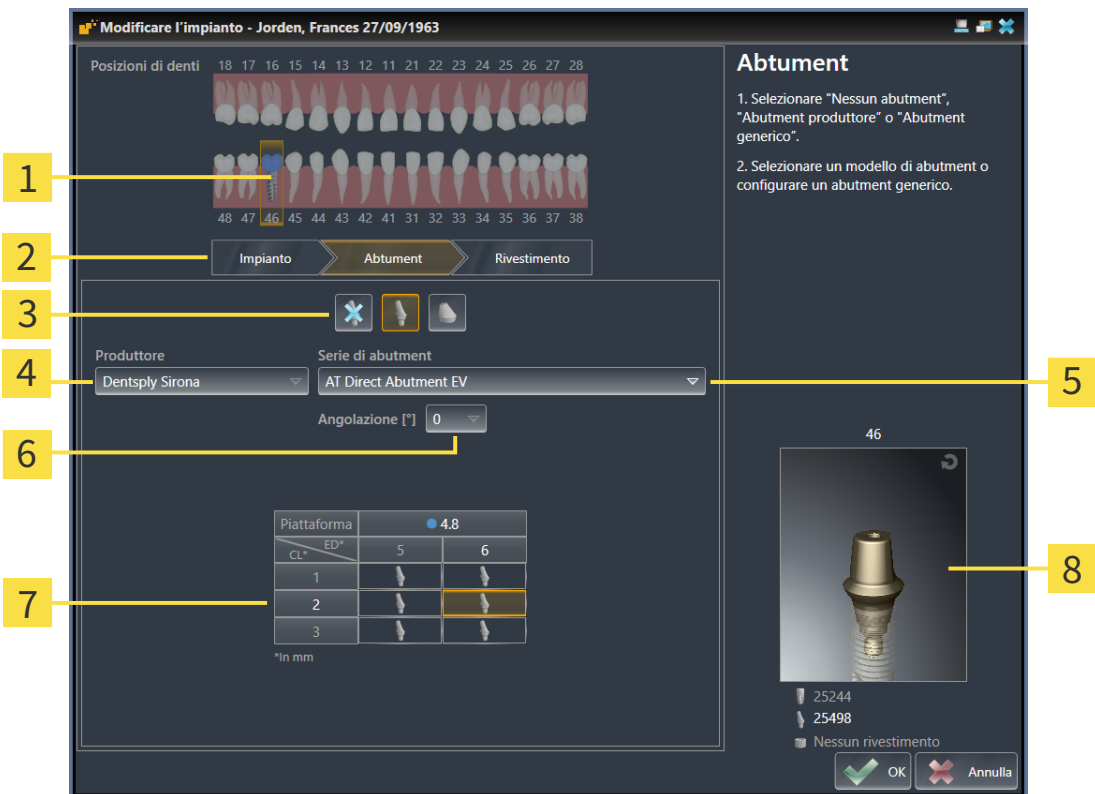 Modificare l´impianto - Jorden, Frances 27/09/1963
Posizioni di denti 18 17 16 15 14 13 12 11 21 22 23 24 25 26 27 28
48 47 46 45 44 43 42 41 31 32 33 34 35 36 37 38
1
2
Impianto Abtument Rivestimento
3
Produttore Serie di abutment
4
Dentsply Sirona AT Direct Abutment EV
5
Angolazione [°] 0
6
Piattaforma 4.8
CL* ED* 5 6
1
2
3
7
*In mm
Abtument
1. Selezionare "Nessun abutment",
"Abutment produttore" o "Abutment
generico".
2. Selezionare un modello di abutment o
configurare un abutment generico.
46
8
25244
25498
Nessun rivestimento
OK Annulla